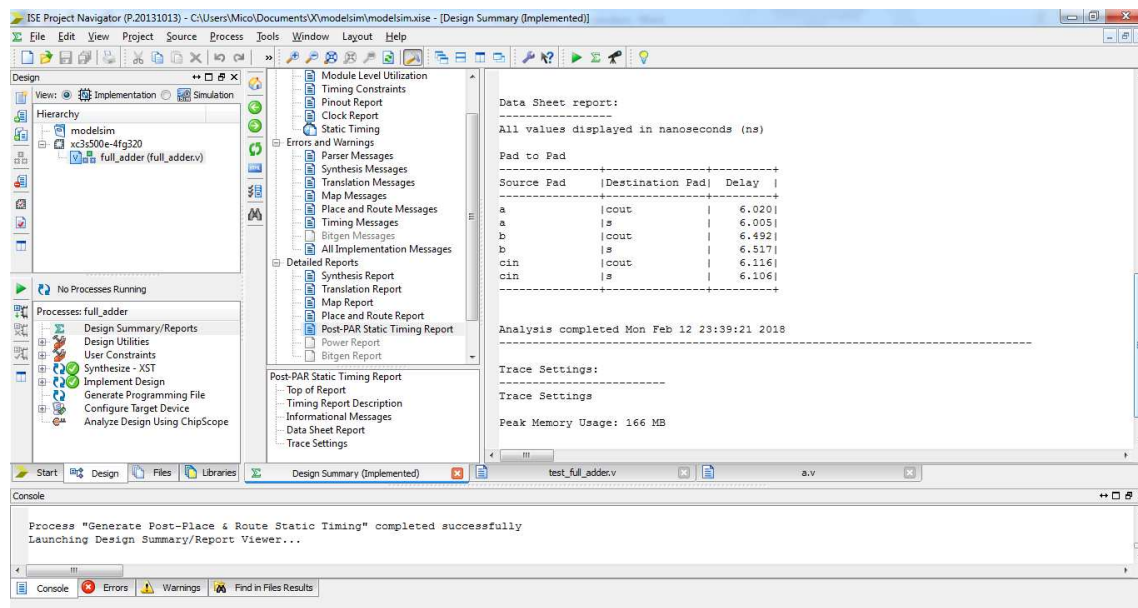 ISE Project Navigator (P.20131013) - C:\Users\Mico\Documents\X\modelsim\modelsim.xise - [Design Summary (Implemented)]
File Edit View Project Source Process Tools Window Layout Help
Design
View: Implementation Simulation
Hierarchy
modelsim
xc3s500e-4fg320
full_adder (full_adder.v)
No Processes Running
Processes: full_adder
Design Summary/Reports
Design Utilities
User Constraints
Synthesize - XST
Implement Design
Generate Programming File
Configure Target Device
Analyze Design Using ChipScope
Start Design Files Libraries
Module Level Utilization
Timing Constraints
Pinout Report
Clock Report
Static Timing
Errors and Warnings
Parser Messages
Synthesis Messages
Translation Messages
Map Messages
Place and Route Messages
Timing Messages
Bitgen Messages
All Implementation Messages
Detailed Reports
Synthesis Report
Translation Report
Map Report
Place and Route Report
Post-PAR Static Timing Report
Power Report
Bitgen Report
Post-PAR Static Timing Report
Top of Report
Timing Report Description
Informational Messages
Data Sheet Report
Trace Settings
Data Sheet report:
-----------------
All values displayed in nanoseconds (ns)
Pad to Pad
---------------+---------------+---------+
Source Pad |Destination Pad| Delay |
---------------+---------------+---------+
a |cout | 6.020|
a |s | 6.005|
b |cout | 6.492|
b |s | 6.517|
cin |cout | 6.116|
cin |s | 6.106|
---------------+---------------+---------+
Analysis completed Mon Feb 12 23:39:21 2018
--------------------------------------------------------------------------------
Trace Settings:
-------------------------
Trace Settings
Peak Memory Usage: 166 MB
Design Summary (Implemented) test_full_adder.v a.v
Console
Process "Generate Post-Place & Route Static Timing" completed successfully
Launching Design Summary/Report Viewer...
Console Errors Warnings Find in Files Results